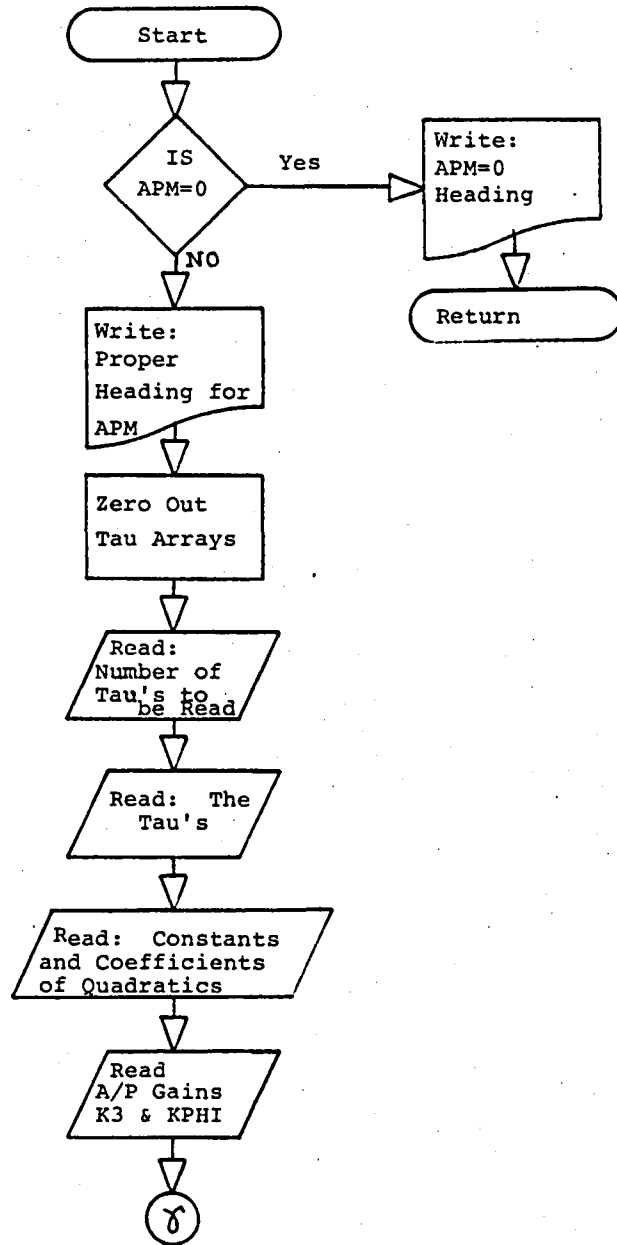 Start
IS
APM=0
Yes
Write:
APM=0
Heading
Return
NO
Write:
Proper
Heading for
APM
Zero Out
Tau Arrays
Read:
Number of
Tau's to
be Read
Read: The
Tau's
Read: Constants
and Coefficients
of Quadratics
Read
A/P Gains
K3 & KPHI
γ